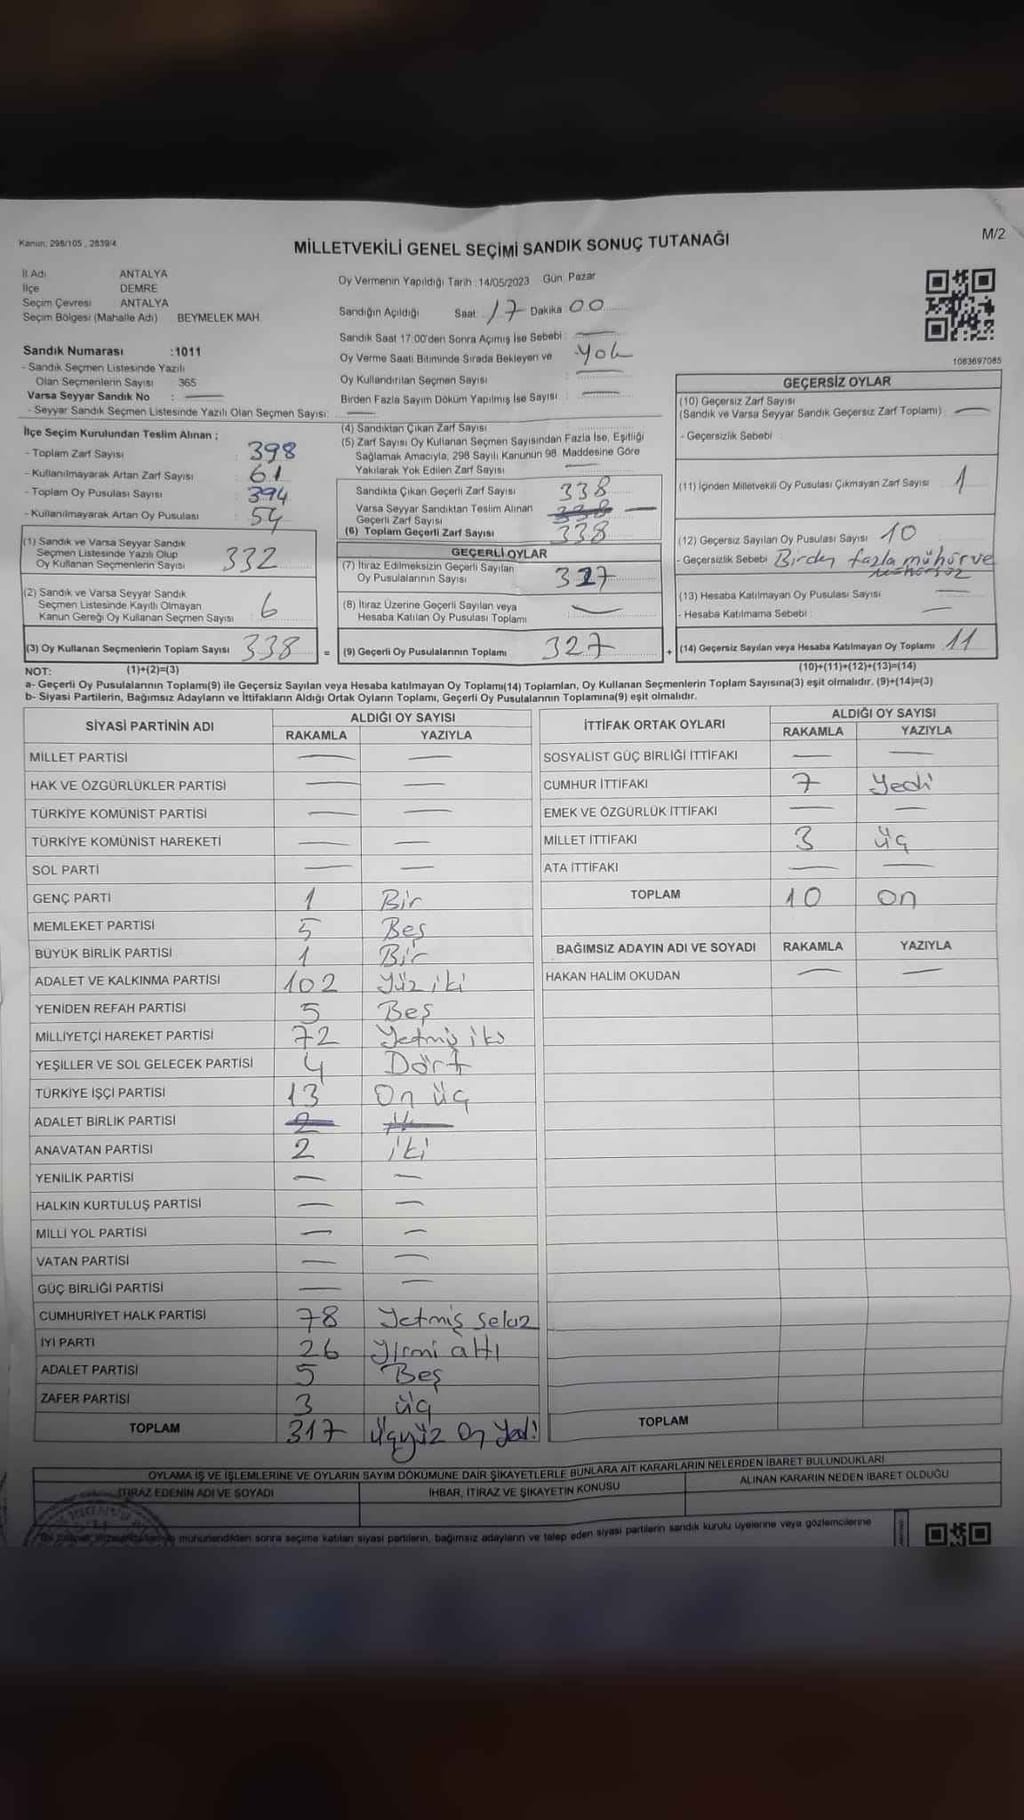 Kanun, 298/105 , 2839/4
M/2
MİLLETVEKİLİ GENEL SEÇİMİ SANDIK SONUÇ TUTANAĞI
İl Adı ANTALYA
İlçe DEMRE
Seçim Çevresi ANTALYA
Seçim Bölgesi (Mahalle Adı) BEYMELEK MAH.
Oy Vermenin Yapıldığı Tarih : 14/05/2023 Gün Pazar
Sandığın Açıldığı Saat: 17 Dakika 00
Sandık Saat 17:00'den Sonra Açımış İse Sebebi :
Oy Verme Saati Bitiminde Sırada Bekleyen ve Yok
Oy Kullandırılan Seçmen Sayısı
Birden Fazla Sayım Döküm Yapılmış İse Sayısı
1063697085
Sandık Numarası :1011
- Sandık Seçmen Listesinde Yazılı
Olan Seçmenlerin Sayısı 365
Varsa Seyyar Sandık No :
- Seyyar Sandık Seçmen Listesinde Yazılı Olan Seçmen Sayısı:
İlçe Seçim Kurulundan Teslim Alınan ;
- Toplam Zarf Sayısı 398
- Kullanılmayarak Artan Zarf Sayısı 61
- Toplam Oy Pusulası Sayısı 394
- Kullanılmayarak Artan Oy Pusulası 54
(1) Sandık ve Varsa Seyyar Sandık
Seçmen Listesinde Yazılı Olup
Oy Kullanan Seçmenlerin Sayısı 332
(2) Sandık ve Varsa Seyyar Sandık
Seçmen Listesinde Kayıtlı Olmayan
Kanun Gereği Oy Kullanan Seçmen Sayısı 6
(3) Oy Kullanan Seçmenlerin Toplam Sayısı 338 =
(4) Sandıktan Çıkan Zarf Sayısı
(5) Zarf Sayısı Oy Kullanan Seçmen Sayısından Fazla İse, Eşitliği
Sağlamak Amacıyla, 298 Sayılı Kanunun 98. Maddesine Göre
Yakılarak Yok Edilen Zarf Sayısı
Sandıkta Çıkan Geçerli Zarf Sayısı 338
Varsa Seyyar Sandıktan Teslim Alınan
Geçerli Zarf Sayısı 338
(6) Toplam Geçerli Zarf Sayısı 338
GEÇERLİ OYLAR
(7) İtiraz Edilmeksizin Geçerli Sayılan
Oy Pusulalarının Sayısı 327
(8) İtiraz Üzerine Geçerli Sayılan veya
Hesaba Katılan Oy Pusulası Toplamı
(9) Geçerli Oy Pusulalarının Toplamı 327 +
GEÇERSİZ OYLAR
(10) Geçersiz Zarf Sayısı
(Sandık ve Varsa Seyyar Sandık Geçersiz Zarf Toplamı)
- Geçersizlik Sebebi
(11) İçinden Milletvekili Oy Pusulası Çıkmayan Zarf Sayısı 1
(12) Geçersiz Sayılan Oy Pusulası Sayısı 10
- Geçersizlik Sebebi Birden fazla mühür ve
mühürsüz
(13) Hesaba Katılmayan Oy Pusulası Sayısı
- Hesaba Katılmama Sebebi
(14) Geçersiz Sayılan veya Hesaba Katılmayan Oy Toplamı 11
NOT: (1)+(2)=(3) (10)+(11)+(12)+(13)=(14)
a- Geçerli Oy Pusulalarının Toplamı(9) ile Geçersiz Sayılan veya Hesaba katılmayan Oy Toplamı(14) Toplamları, Oy Kullanan Seçmenlerin Toplam Sayısına(3) eşit olmalıdır. (9)+(14)=(3)
b- Siyasi Partilerin, Bağımsız Adayların ve İttifakların Aldığı Ortak Oyların Toplamı, Geçerli Oy Pusulalarının Toplamına(9) eşit olmalıdır.
SİYASİ PARTİNİN ADI ALDIĞI OY SAYISI
RAKAMLA YAZIYLA
MİLLET PARTİSİ
HAK VE ÖZGÜRLÜKLER PARTİSİ
TÜRKİYE KOMÜNİST PARTİSİ
TÜRKİYE KOMÜNİST HAREKETİ
SOL PARTİ
GENÇ PARTİ 1 Bir
MEMLEKET PARTİSİ 5 Beş
BÜYÜK BİRLİK PARTİSİ 1 Bir
ADALET VE KALKINMA PARTİSİ 102 Yüz iki
YENİDEN REFAH PARTİSİ 5 Beş
MİLLİYETÇİ HAREKET PARTİSİ 72 Yetmiş iki
YEŞİLLER VE SOL GELECEK PARTİSİ 4 Dört
TÜRKİYE İŞÇİ PARTİSİ 13 On üç
ADALET BİRLİK PARTİSİ 2
ANAVATAN PARTİSİ 2 iki
YENİLİK PARTİSİ
HALKIN KURTULUŞ PARTİSİ
MİLLİ YOL PARTİSİ
VATAN PARTİSİ
GÜÇ BİRLİĞİ PARTİSİ
CUMHURİYET HALK PARTİSİ 78 Yetmiş sekiz
İYİ PARTİ 26 Yirmi altı
ADALET PARTİSİ 5 Beş
ZAFER PARTİSİ 3 üç
TOPLAM 317 Üçyüz On Yedi
İTTİFAK ORTAK OYLARI ALDIĞI OY SAYISI
RAKAMLA YAZIYLA
SOSYALİST GÜÇ BİRLİĞİ İTTİFAKI
CUMHUR İTTİFAKI 7 Yedi
EMEK VE ÖZGÜRLÜK İTTİFAKI
MİLLET İTTİFAKI 3 üç
ATA İTTİFAKI
TOPLAM 10 on
BAĞIMSIZ ADAYIN ADI VE SOYADI RAKAMLA YAZIYLA
HAKAN HALİM OKUDAN
TOPLAM
OYLAMA İŞ VE İŞLEMLERİNE VE OYLARIN SAYIM DÖKÜMÜNE DAİR ŞİKAYETLERLE BUNLARA AİT KARARLARIN NELERDEN İBARET BULUNDUKLARI
İTİRAZ EDENİN ADI VE SOYADI İHBAR, İTİRAZ VE ŞİKAYETİN KONUSU ALINAN KARARIN NEDEN İBARET OLDUĞU
mühürlendikten sonra seçime katılan siyasi partilerin, bağımsız adayların ve talep eden siyasi partilerin sandık kurulu üyelerine veya gözlemcilerine